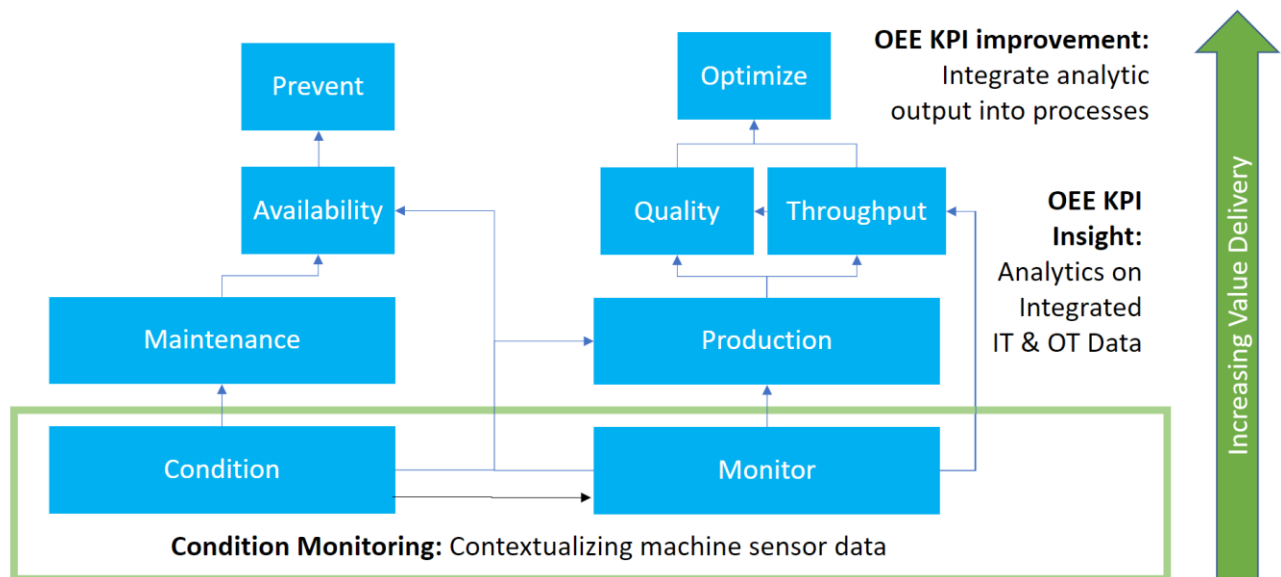 Prevent
Optimize
OEE KPI improvement:
Integrate analytic
output into processes
Availability
Quality
Throughput
OEE KPI
Insight:
Analytics on
Integrated
IT & OT Data
Maintenance
Production
Condition
Monitor
Condition Monitoring: Contextualizing machine sensor data
Increasing Value Delivery